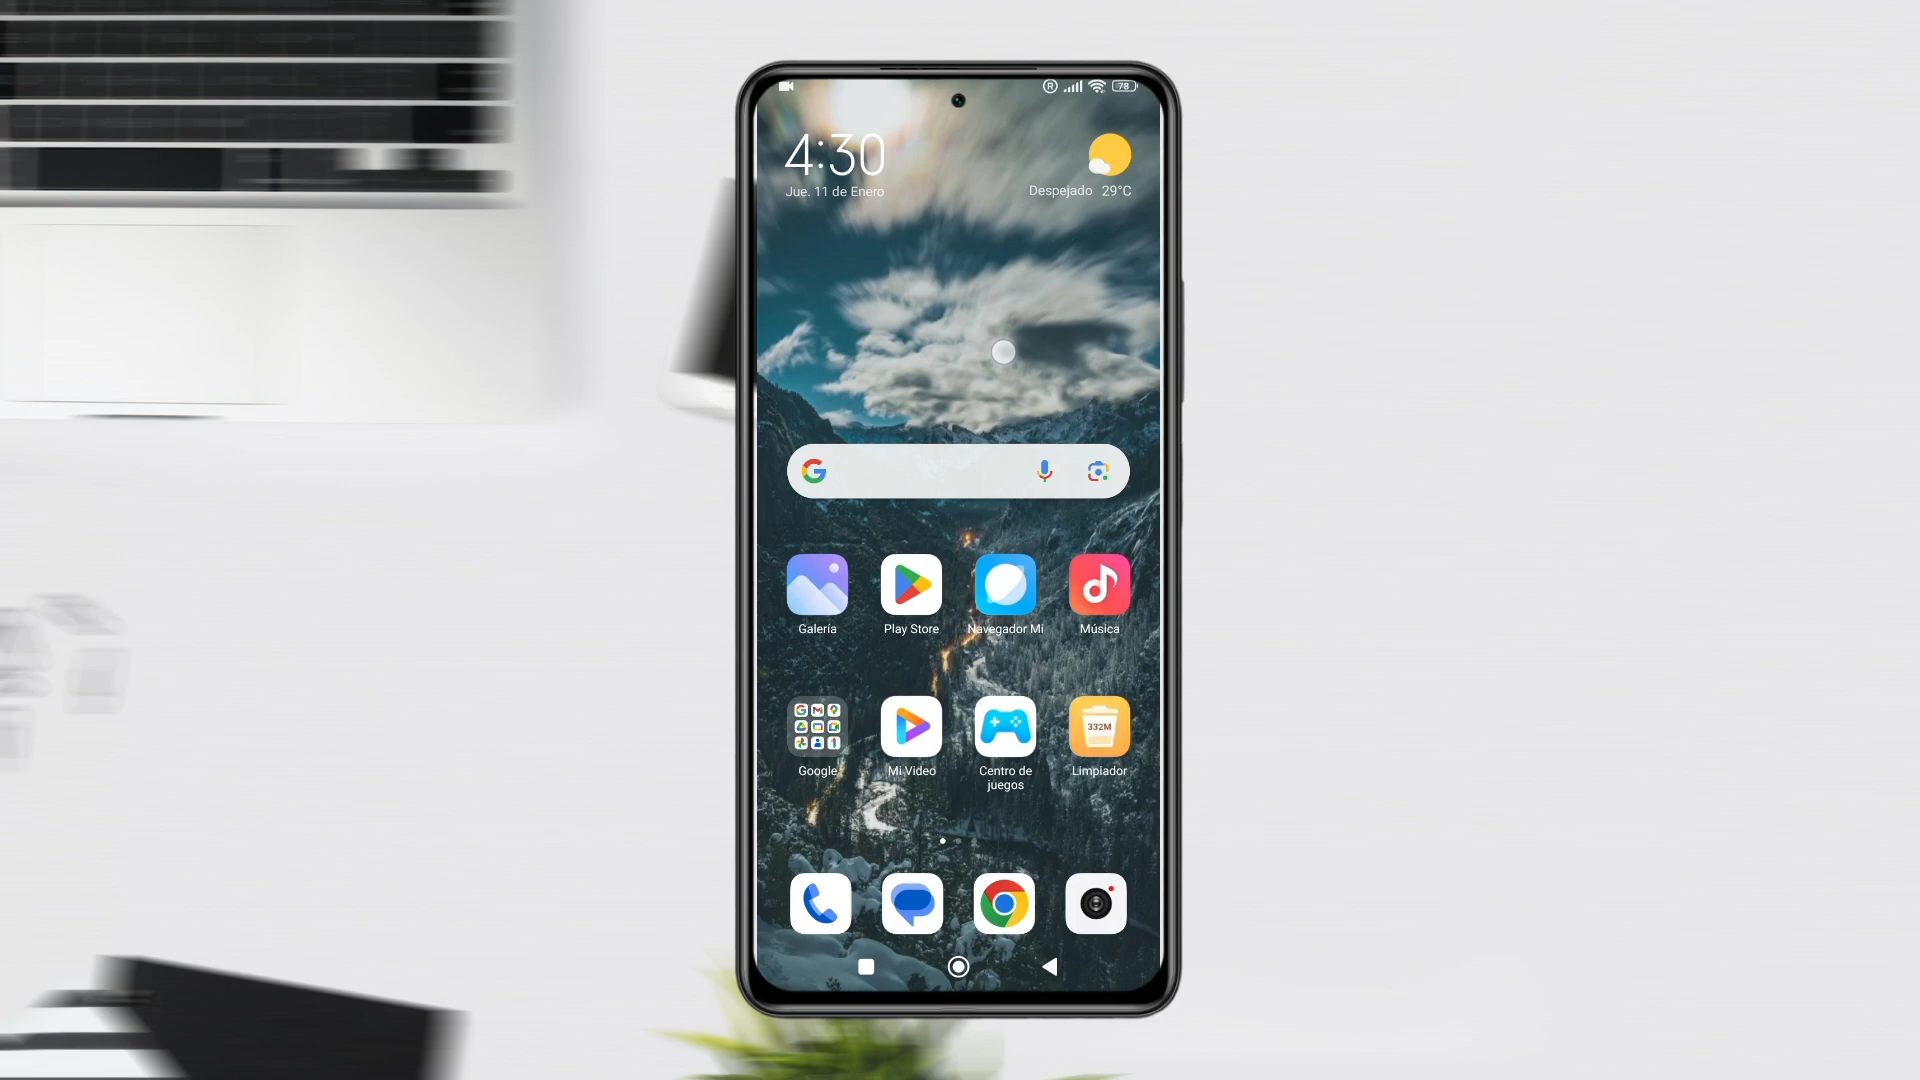 R 78
4:30
Jue. 11 de Enero
Despejado 29°C
Galería
Play Store
Navegador Mi
Música
332M
Google
Mi Video
Centro de
juegos
Limpiador